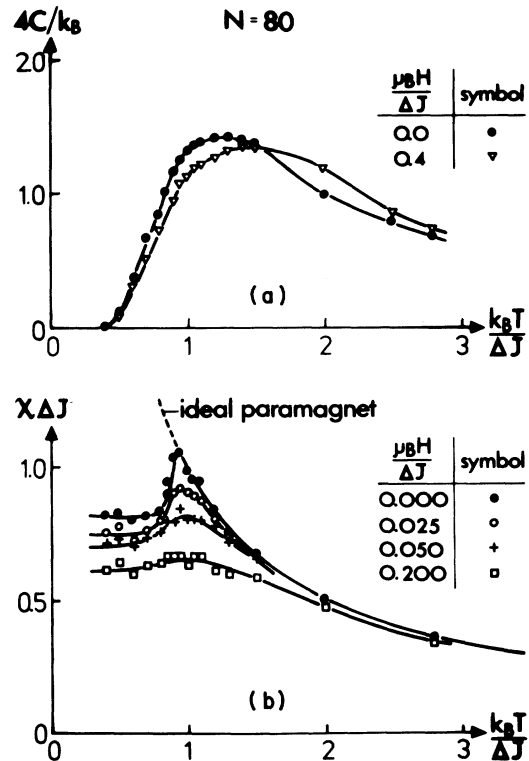 4C/kB N = 80
2.0
μBH/ΔJ symbol
0.0 •
0.4 ▿
1.0
(a)
0 1 2 3 kBT/ΔJ
χΔJ
ideal paramagnet
1.0
μBH/ΔJ symbol
0.000 •
0.025 ○
0.050 +
0.200 □
0.5
(b)
0
0 1 2 3 kBT/ΔJ